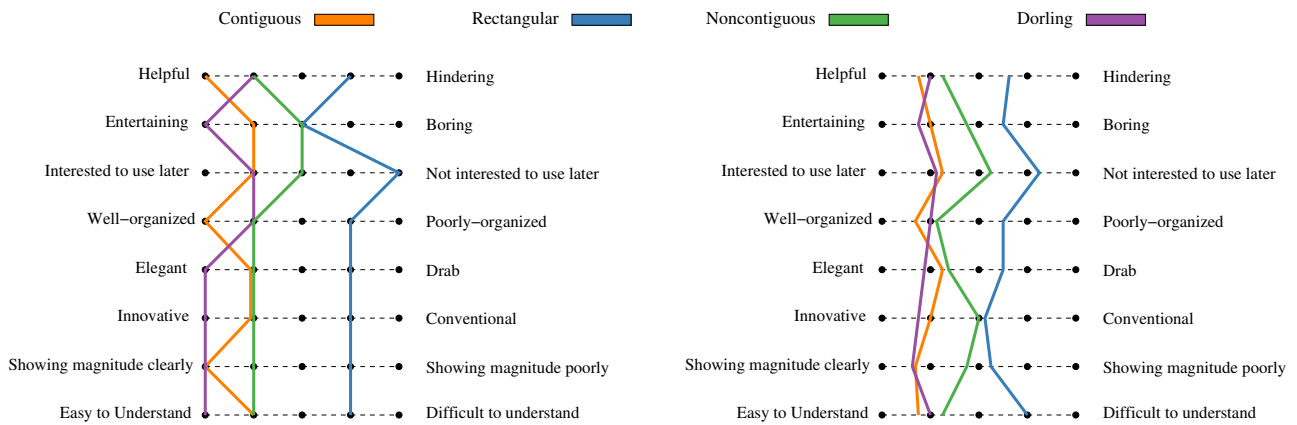 Contiguous Rectangular Noncontiguous Dorling
Helpful Hindering Helpful Hindering
Entertaining Boring Entertaining Boring
Interested to use later Not interested to use later Interested to use later Not interested to use later
Well−organized Poorly−organized Well−organized Poorly−organized
Elegant Drab Elegant Drab
Innovative Conventional Innovative Conventional
Showing magnitude clearly Showing magnitude poorly Showing magnitude clearly Showing magnitude poorly
Easy to Understand Difficult to understand Easy to Understand Difficult to understand